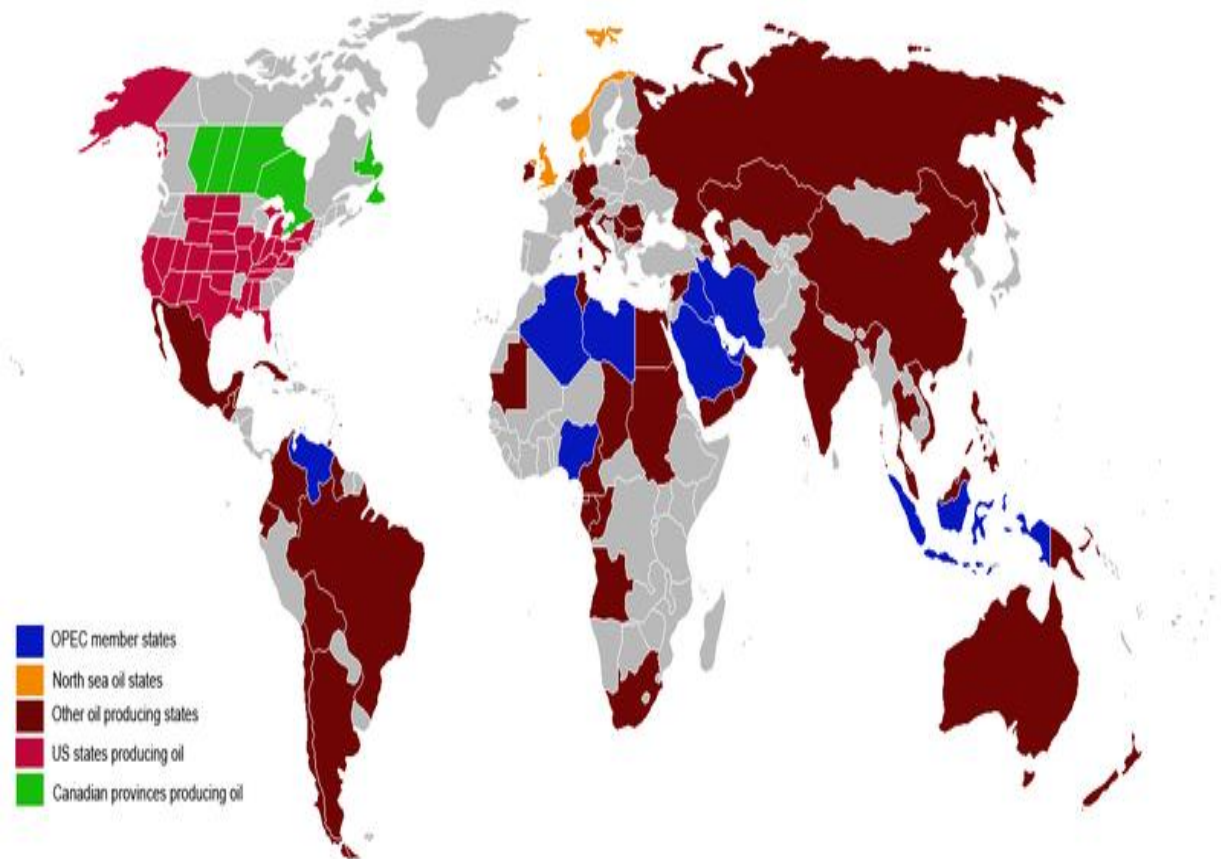 OPEC member states
North sea oil states
Other oil producing states
US states producing oil
Canadian provinces producing oil